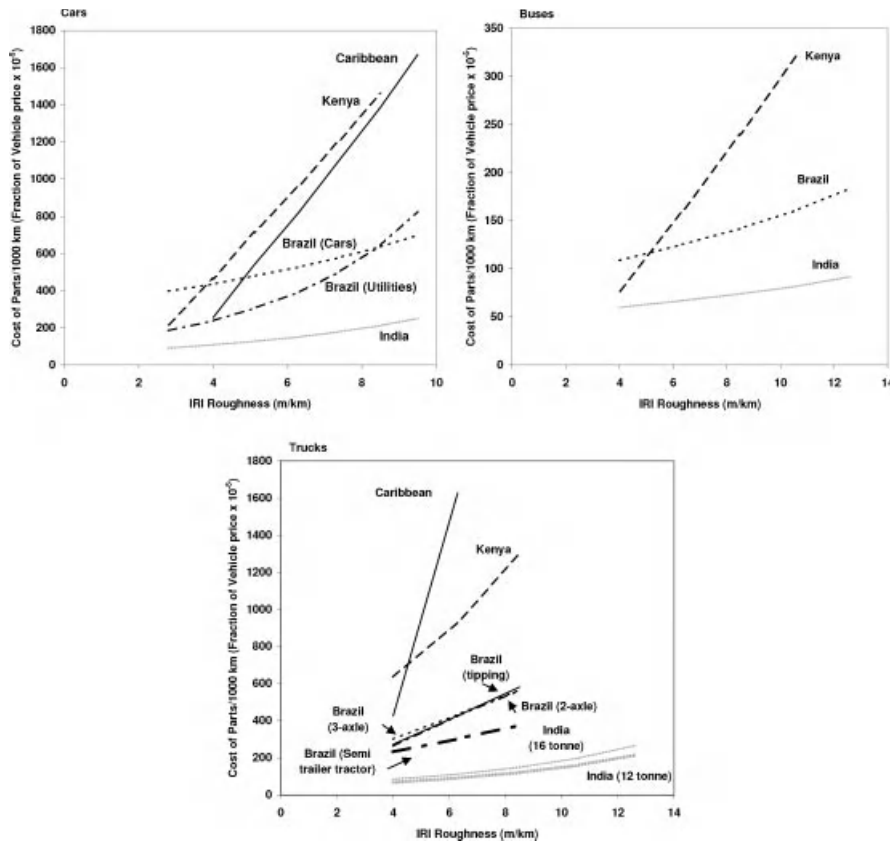 Cars
Cost of Parts/1000 km (Fraction of Vehicle price x 10⁻⁵)
1800
1600
1400
1200
1000
800
600
400
200
0
0 2 4 6 8 10
IRI Roughness (m/km)
Caribbean
Kenya
Brazil (Cars)
Brazil (Utilities)
India
Buses
Cost of Parts/1000 km (Fraction of Vehicle price x 10⁻⁵)
350
300
250
200
150
100
50
0
0 2 4 6 8 10 12 14
IRI Roughness (m/km)
Kenya
Brazil
India
Trucks
Cost of Parts/1000 km (Fraction of Vehicle price x 10⁻⁵)
1800
1600
1400
1200
1000
800
600
400
200
0
0 2 4 6 8 10 12 14
IRI Roughness (m/km)
Caribbean
Kenya
Brazil
(tipping)
Brazil
(3-axle)
Brazil (2-axle)
India
(16 tonne)
Brazil (Semi
trailer tractor)
India (12 tonne)